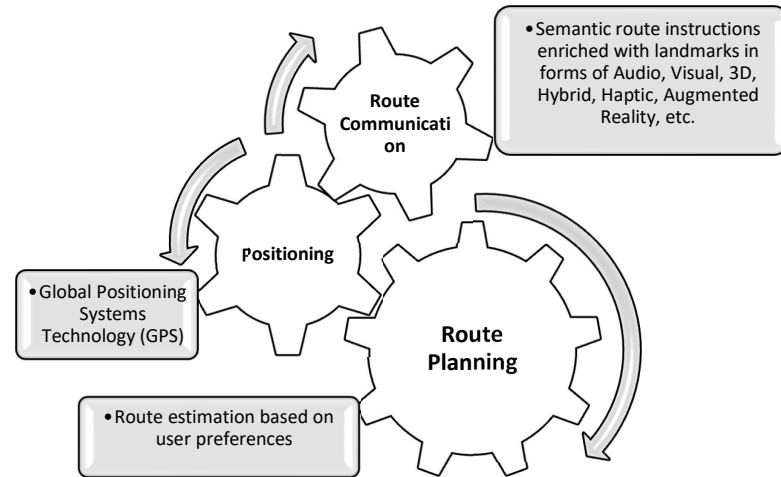 •Semantic route instructions
enriched with landmarks in
forms of Audio, Visual, 3D,
Hybrid, Haptic, Augmented
Reality, etc.
Route
Communicati
on
Positioning
•Global Positioning
Systems
Technology (GPS)
Route
Planning
•Route estimation based on
user preferences